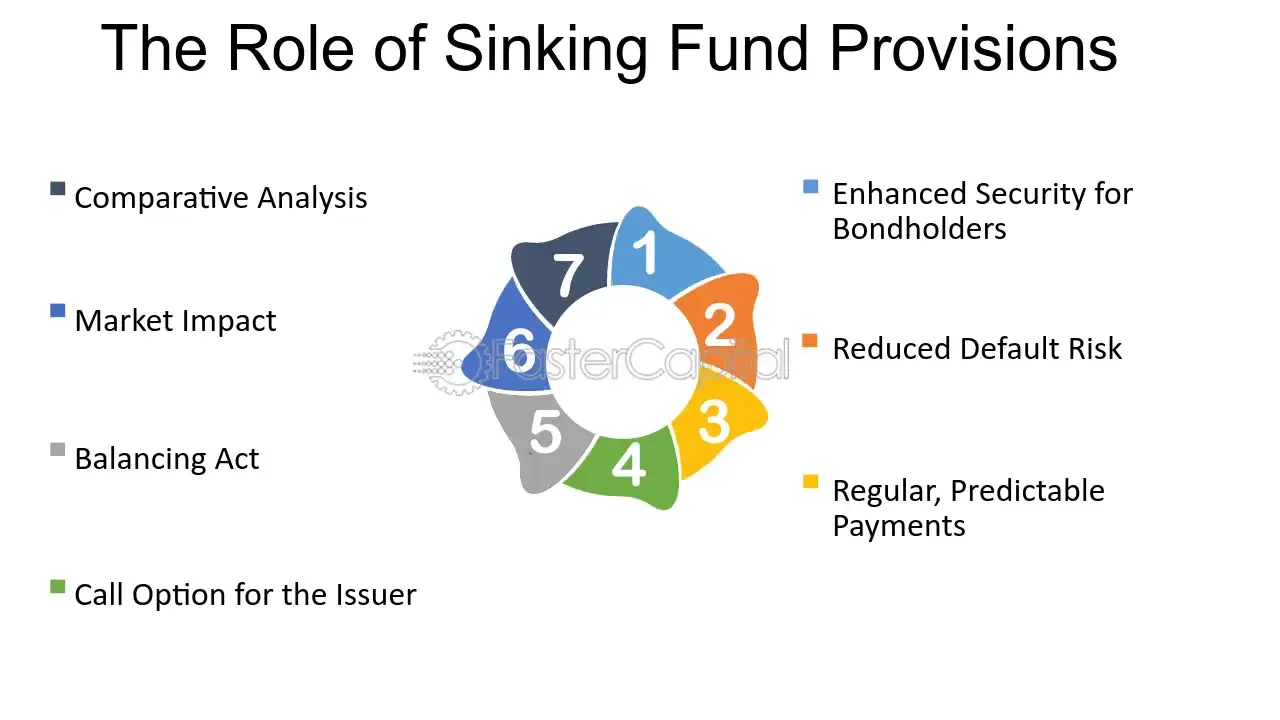 The Role of Sinking Fund Provisions
Comparative Analysis
Market Impact
Balancing Act
Call Option for the Issuer
7
1
2
6
3
5
4
FasterCapital
Enhanced Security for
Bondholders
Reduced Default Risk
Regular, Predictable
Payments